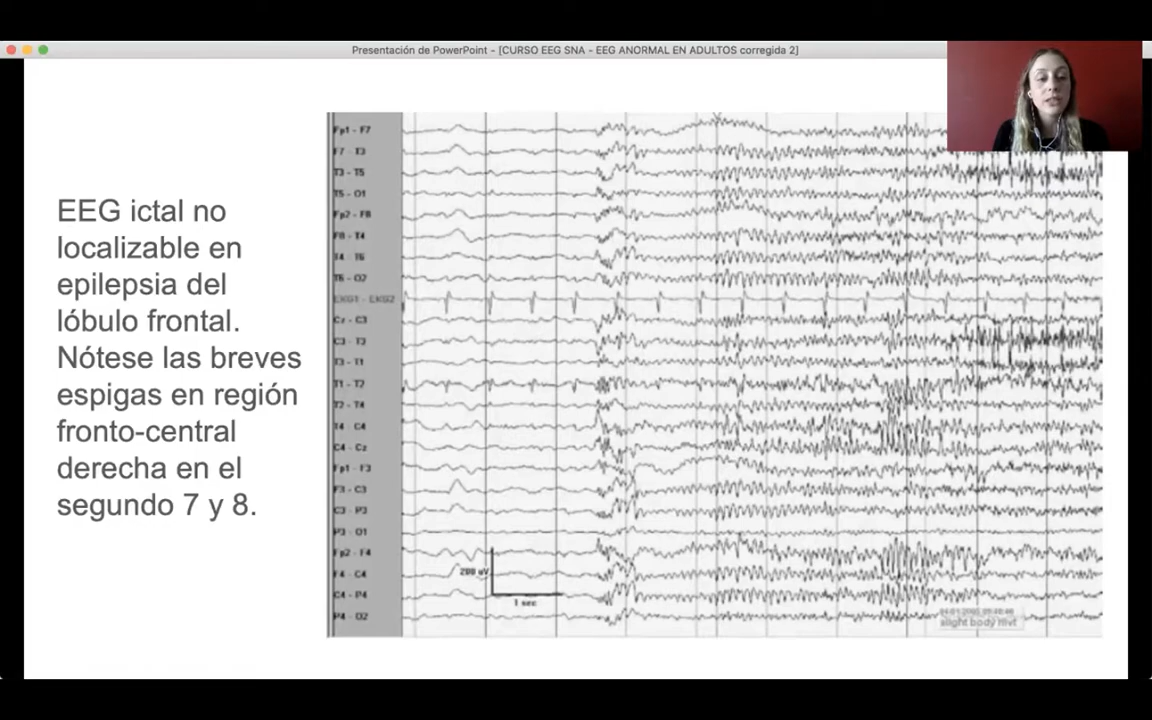 Presentación de PowerPoint - [CURSO EEG SNA - EEG ANORMAL EN ADULTOS corregida 2]
EEG ictal no
localizable en
epilepsia del
lóbulo frontal.
Nótese las breves
espigas en región
fronto-central
derecha en el
segundo 7 y 8.
Fp1 - F7
F7 - T3
T3 - T5
T5 - O1
Fp2 - F8
F8 - T4
T4 - T6
T6 - O2
EKG1 - EKG2
Cz - C3
C3 - T3
T3 - T1
T1 - T2
T2 - T4
T4 - C4
C4 - Cz
Fp1 - F3
F3 - C3
C3 - P3
P3 - O1
Fp2 - F4
F4 - C4
C4 - P4
P4 - O2
200 uV
1 sec
slight body mvt